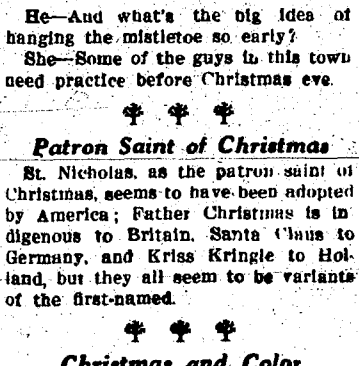 He—And what's the big idea of
hanging the mistletoe so early?
She—Some of the guys in this town
need practice before Christmas eve.
Patron Saint of Christmas
St. Nicholas, as the patron saint of
Christmas, seems to have been adopted
by America; Father Christmas is in
digenous to Britain, Santa Claus to
Germany, and Kriss Kringle to Hol-
land, but they all seem to be variants
of the first-named.
Christmas and Color